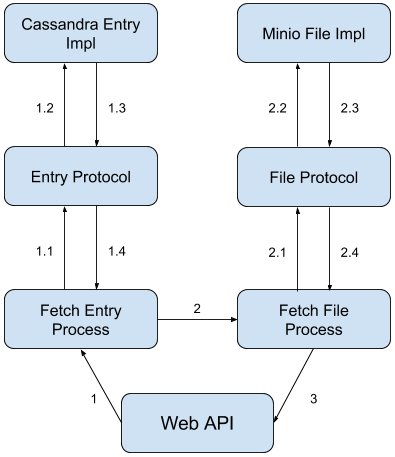 Cassandra Entry
Impl
Minio File Impl
1.2
1.3
2.2
2.3
Entry Protocol
File Protocol
1.1
1.4
2.1
2.4
Fetch Entry
Process
2
Fetch File
Process
1
3
Web API